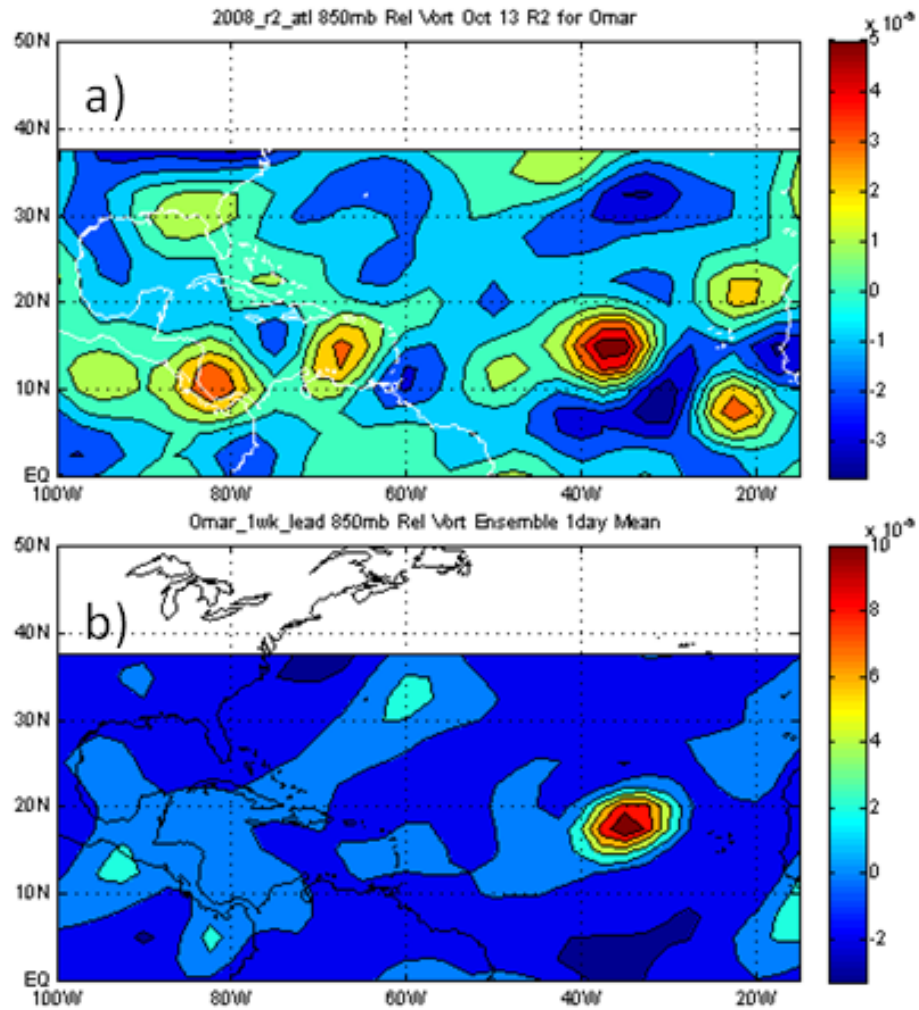 2008_r2_atl 850mb Rel Vort Oct 13 R2 for Omar
x 10⁻⁵
a)
50N
40N
30N
20N
10N
EQ
100W 80W 60W 40W 20W
5
4
3
2
1
0
-1
-2
-3
Omar_1wk_lead 850mb Rel Vort Ensemble 1day Mean
x 10⁻⁵
b)
50N
40N
30N
20N
10N
EQ
100W 80W 60W 40W 20W
10
8
6
4
2
0
-2